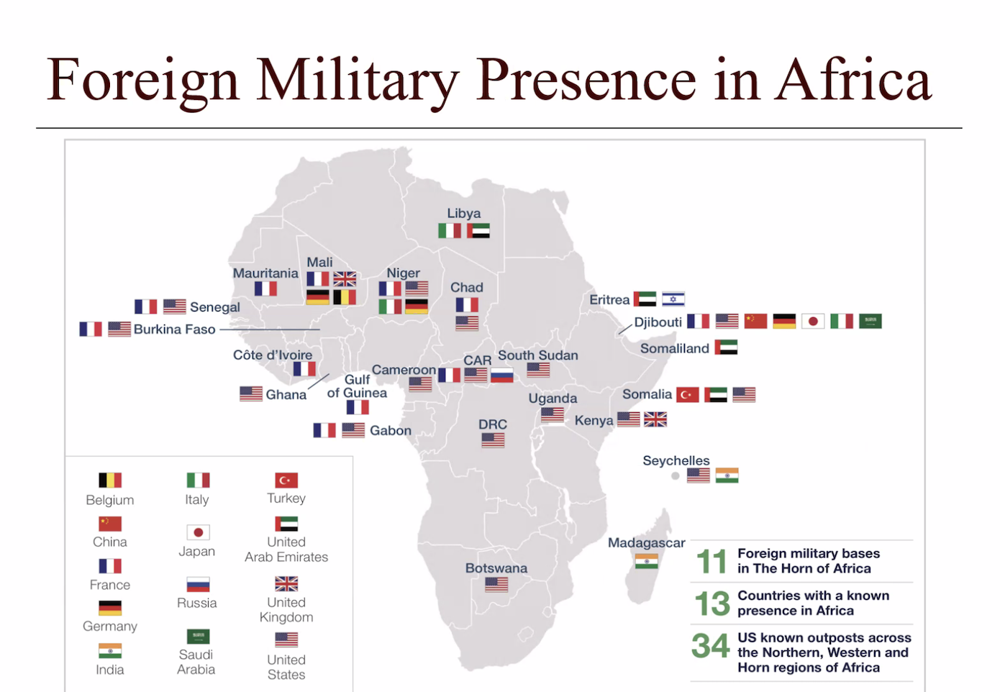 Foreign Military Presence in Africa
Libya
Mali
Mauritania
Niger
Chad
Senegal
Burkina Faso
Eritrea
Djibouti
Somaliland
Côte d'Ivoire
CAR
South Sudan
Cameroon
Gulf
of Guinea
Ghana
Somalia
Uganda
Kenya
DRC
Gabon
Seychelles
Madagascar
Botswana
Belgium
Italy
Turkey
China
Japan
United
Arab Emirates
France
Russia
United
Kingdom
Germany
India
Saudi
Arabia
United
States
11
Foreign military bases
in The Horn of Africa
13
Countries with a known
presence in Africa
34
US known outposts across
the Northern, Western and
Horn regions of Africa